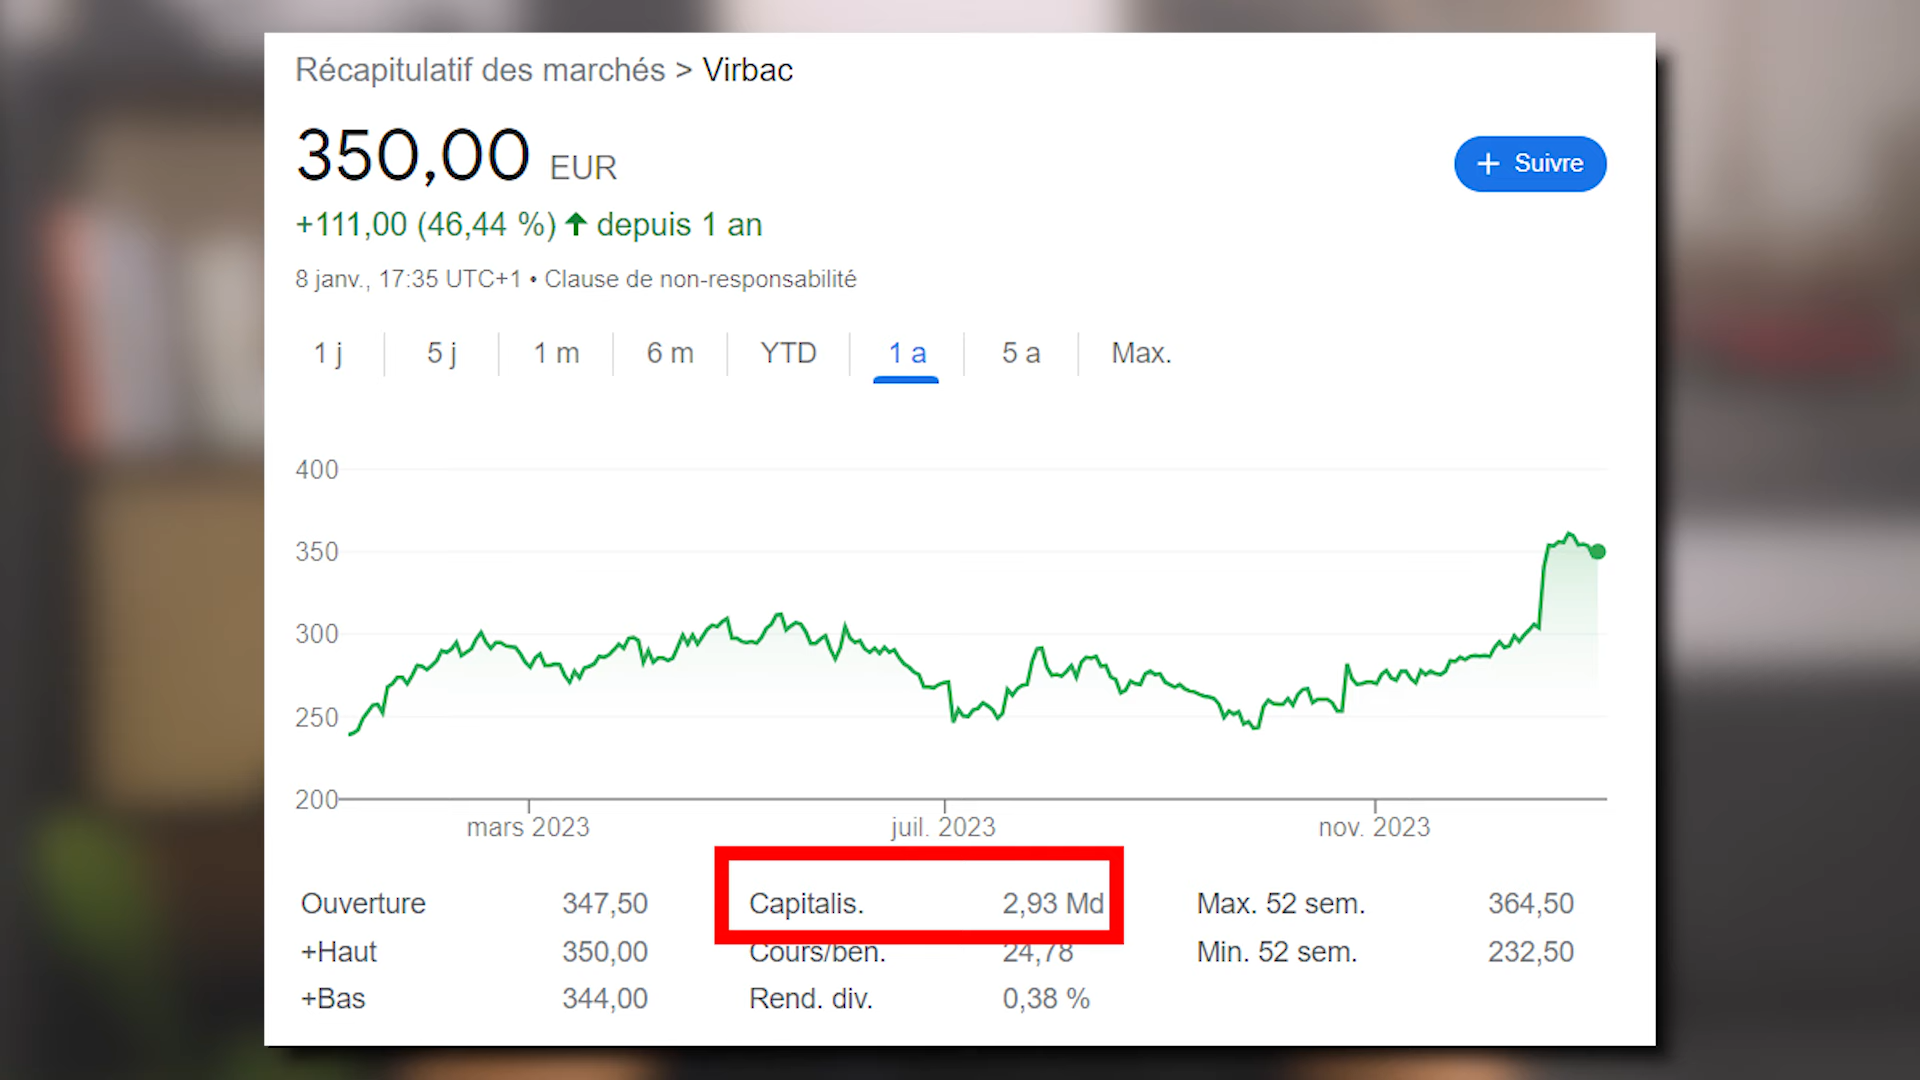 Récapitulatif des marchés > Virbac
350,00 EUR
+ Suivre
+111,00 (46,44 %) ↑ depuis 1 an
8 janv., 17:35 UTC+1 • Clause de non-responsabilité
1 j 5 j 1 m 6 m YTD 1 a 5 a Max.
400
350
300
250
200
mars 2023 juil. 2023 nov. 2023
Ouverture 347,50 Capitalis. 2,93 Md Max. 52 sem. 364,50
+Haut 350,00 Cours/ben. 24,78 Min. 52 sem. 232,50
+Bas 344,00 Rend. div. 0,38 %